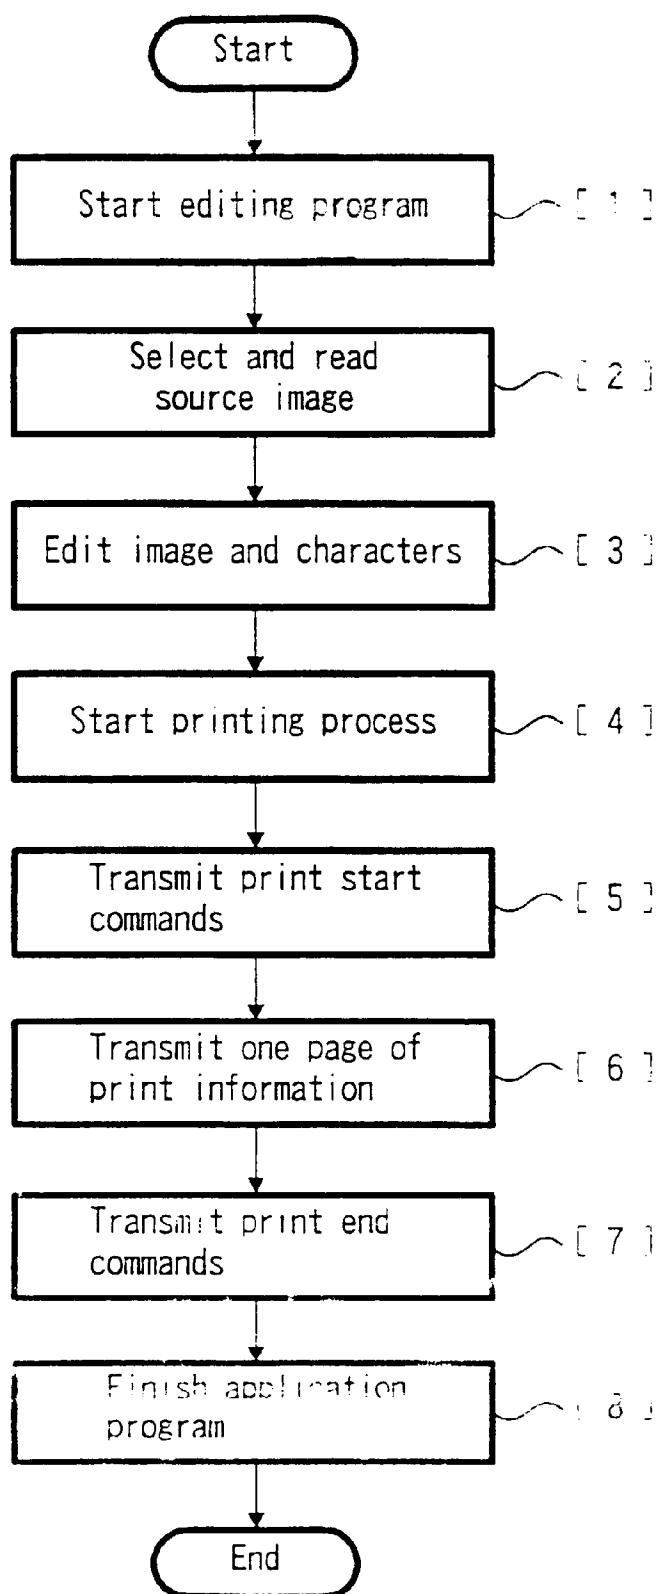 Start
Start editing program
[ 1 ]
Select and read
source image
[ 2 ]
Edit image and characters
[ 3 ]
Start printing process
[ 4 ]
Transmit print start
commands
[ 5 ]
Transmit one page of
print information
[ 6 ]
Transmit print end
commands
[ 7 ]
Finish application
program
[ 8 ]
End